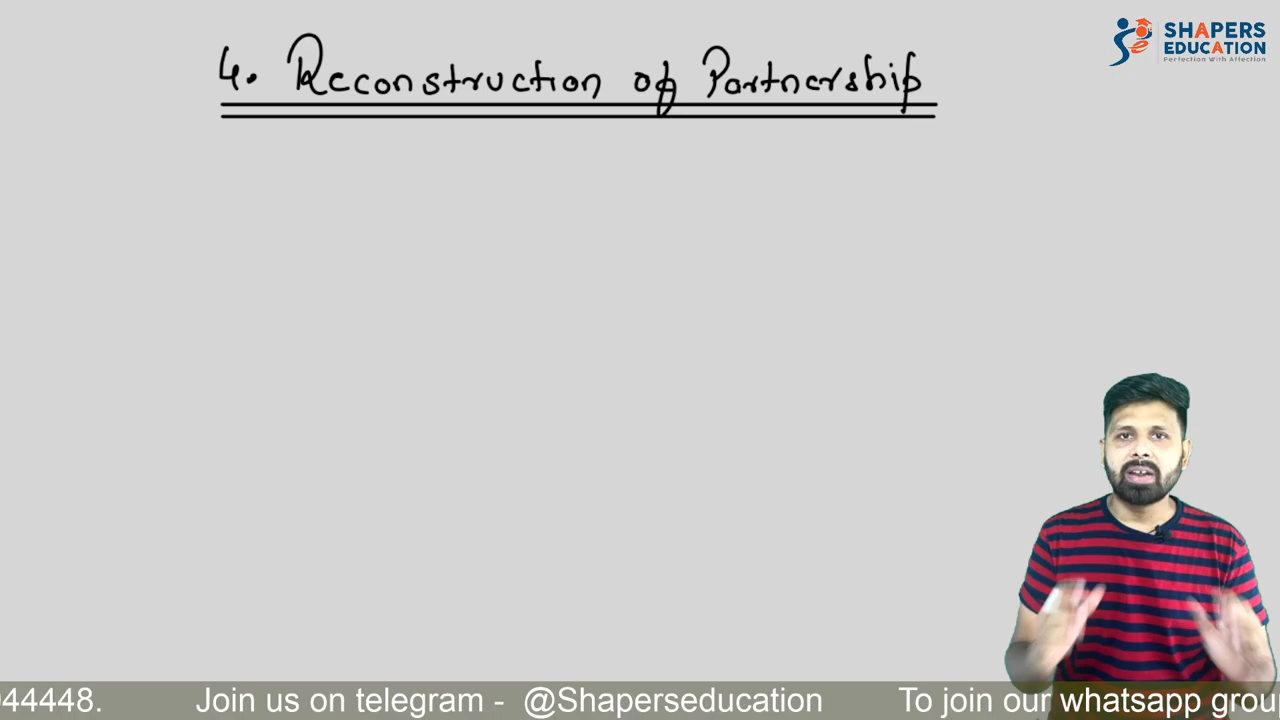 4. Reconstruction of Partnership
SHAPERS
EDUCATION
Perfection With Affection
944448. Join us on telegram - @Shaperseducation To join our whatsapp grou